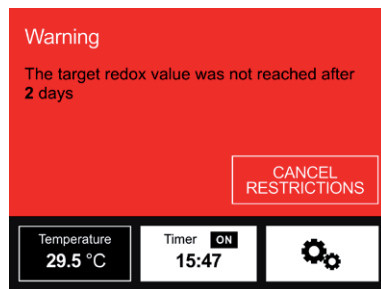 Warning
The target redox value was not reached after
2 days
CANCEL
RESTRICTIONS
Temperature
29.5 °C
Timer ON
15:47